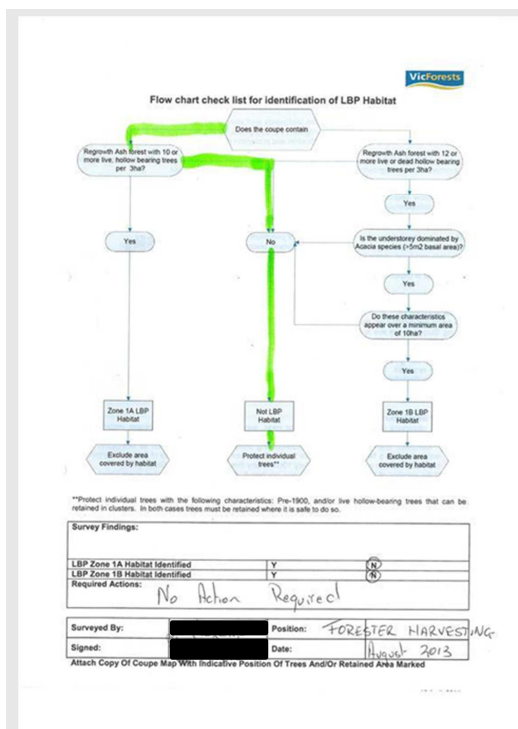 VicForests
Flow chart check list for identification of LBP Habitat
Does the coupe contain
Regrowth Ash forest with 10 or
more live, hollow bearing trees
per 3ha?
Regrowth Ash forest with 12 or
more live or dead hollow bearing
trees per 3ha?
Yes
Yes
No
Is the understorey dominated by
Acacia species (>5m2 basal area)?
Yes
Do these characteristics
appear over a minimum area
of 10ha?
Yes
Zone 1A LBP
Habitat
Not LBP
Habitat
Zone 1B LBP
Habitat
Exclude area
covered by habitat
Protect individual
trees**
Exclude area
covered by habitat
**Protect individual trees with the following characteristics: Pre-1900, and/or live hollow-bearing trees that can be
retained in clusters. In both cases trees must be retained where it is safe to do so.
Survey Findings:
LBP Zone 1A Habitat Identified Y N
LBP Zone 1B Habitat Identified Y N
Required Actions:
No Action Required
Surveyed By: Position: FORESTER HARVESTING
Signed: Date: August 2013
Attach Copy Of Coupe Map With Indicative Position Of Trees And/Or Retained Area Marked